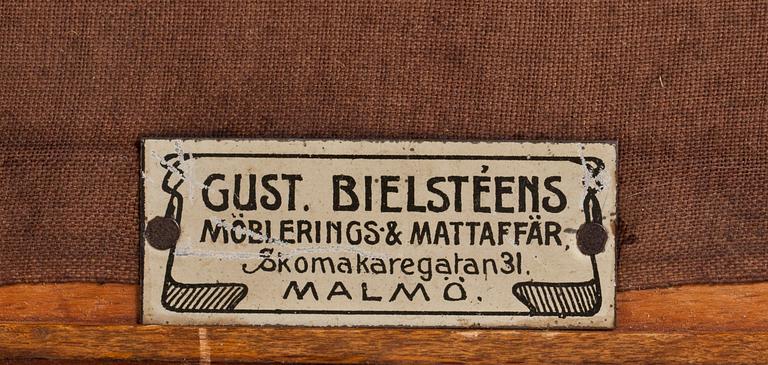 GUST. BIELSTÉENS
MÖBLERINGS-& MATTAFFÄR,
Skomakaregatan 31.
MALMÖ.